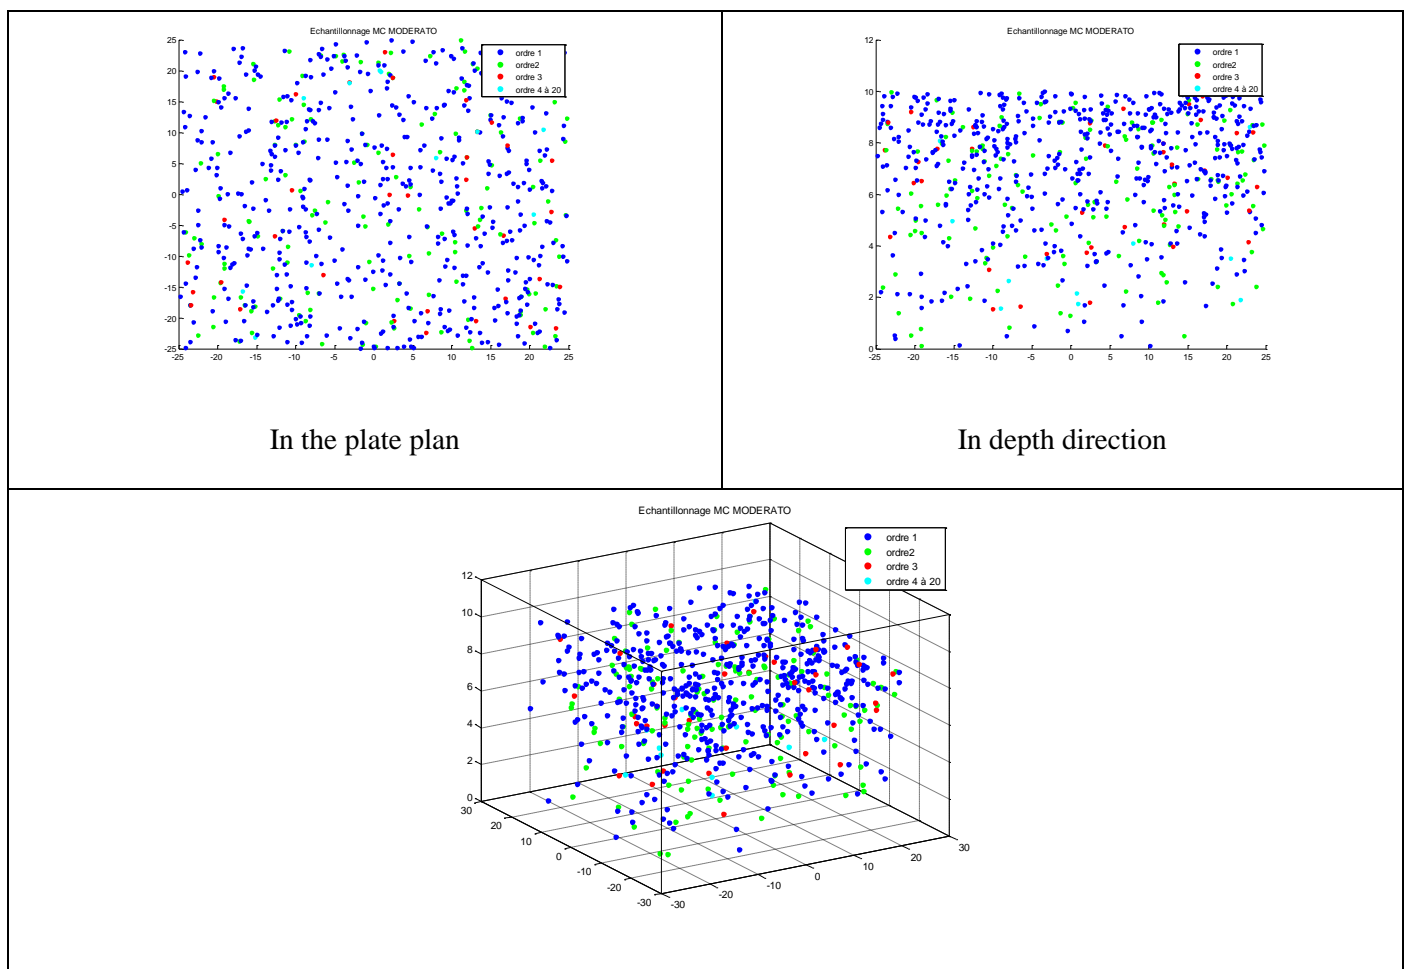 Echantillonnage MC MODERATO
25
20
15
10
5
0
-5
-10
-15
-20
-25
-25 -20 -15 -10 -5 0 5 10 15 20 25
ordre 1
ordre2
ordre 3
ordre 4 à 20
In the plate plan
Echantillonnage MC MODERATO
12
10
8
6
4
2
0
-25 -20 -15 -10 -5 0 5 10 15 20 25
ordre 1
ordre2
ordre 3
ordre 4 à 20
In depth direction
Echantillonnage MC MODERATO
ordre 1
ordre2
ordre 3
ordre 4 à 20
12
10
8
6
4
2
0
30
20
10
0
-10
-20
-30
-30
-20
-10
0
10
20
30